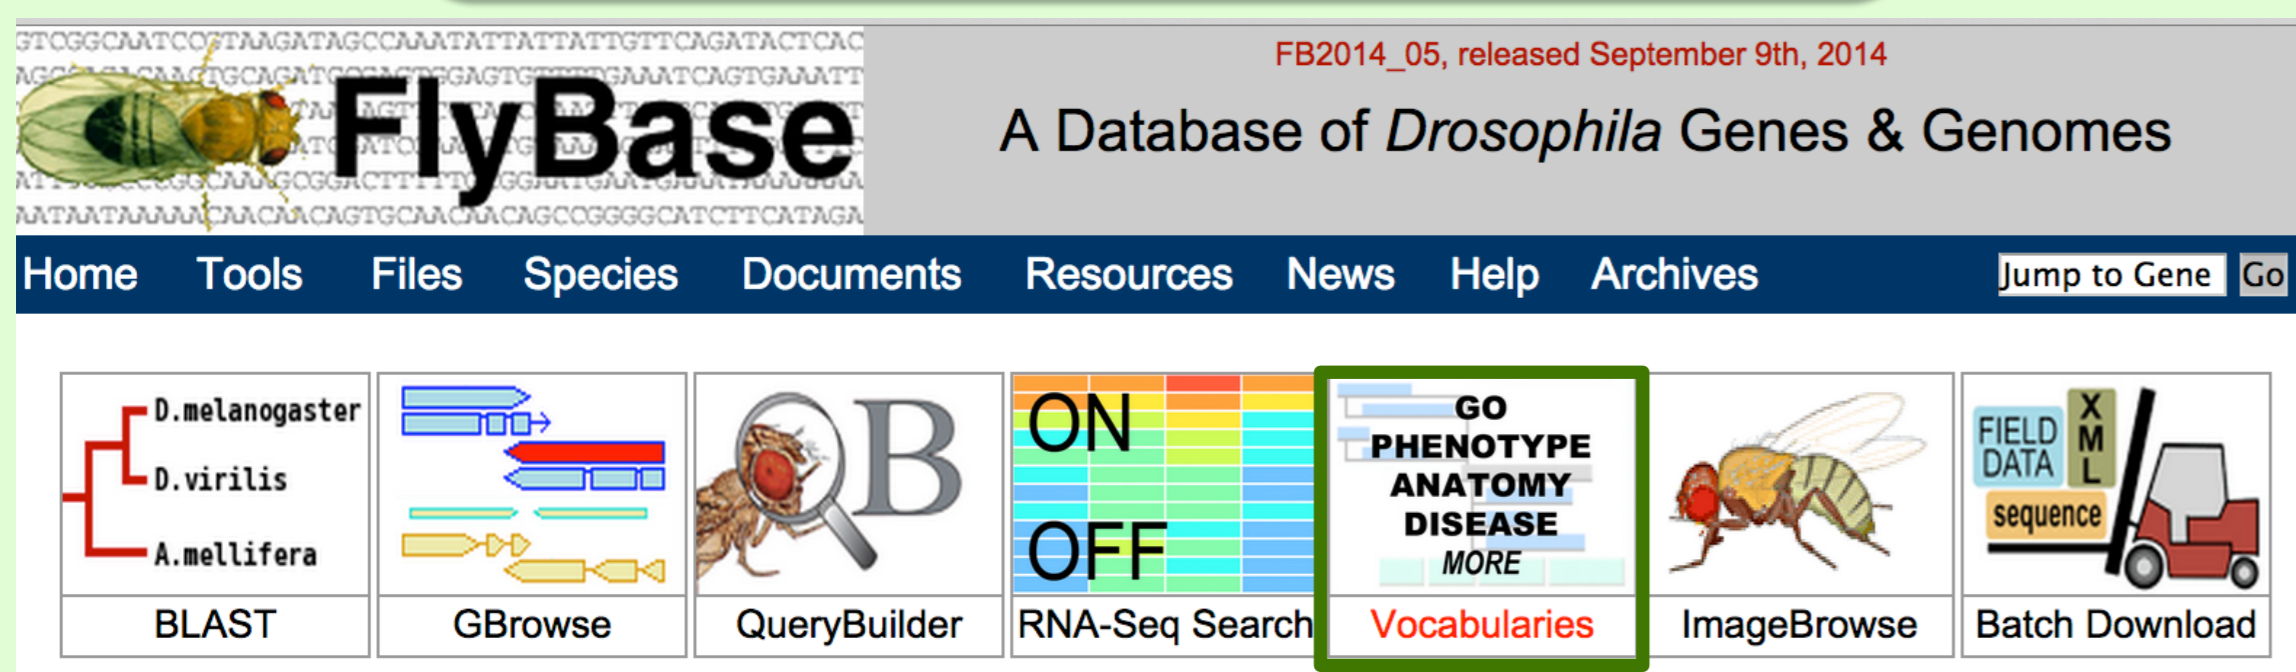 FlyBase
FB2014_05, released September 9th, 2014
A Database of Drosophila Genes & Genomes
Home Tools Files Species Documents Resources News Help Archives Jump to Gene Go
D.melanogaster
D.virilis
A.mellifera
BLAST
GBrowse
B
QueryBuilder
ON
OFF
RNA-Seq Search
GO
PHENOTYPE
ANATOMY
DISEASE
MORE
Vocabularies
ImageBrowse
FIELD
DATA
XML
sequence
Batch Download